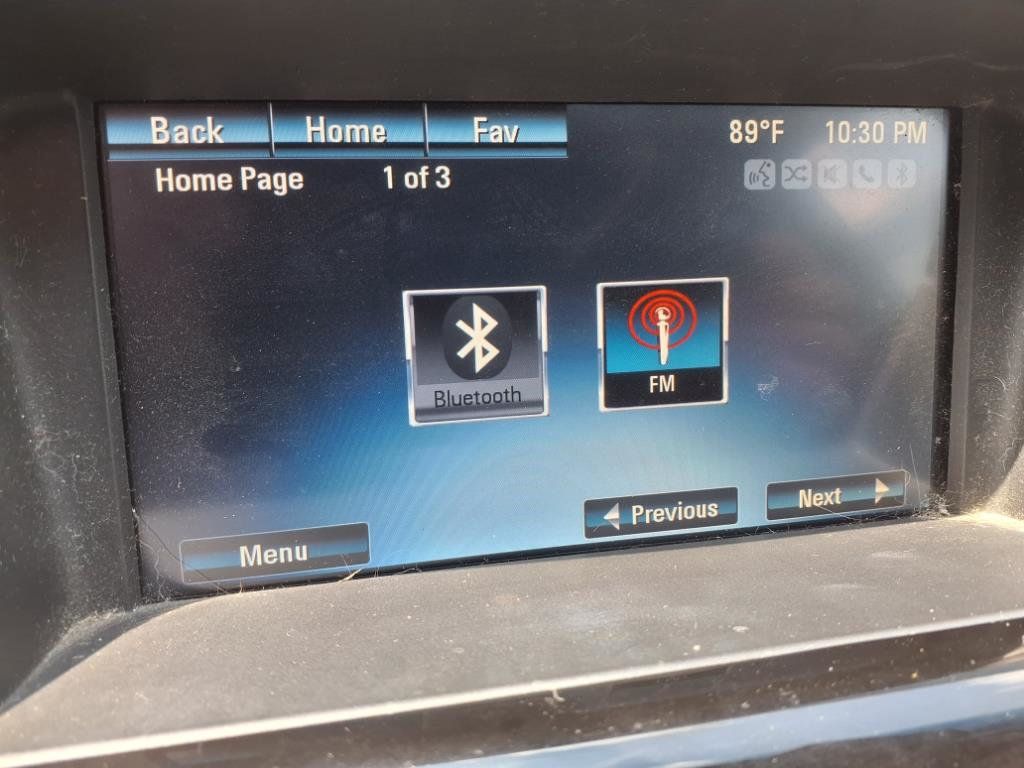 Back Home Fav 89°F 10:30 PM
Home Page 1 of 3
Bluetooth FM
Previous Next
Menu